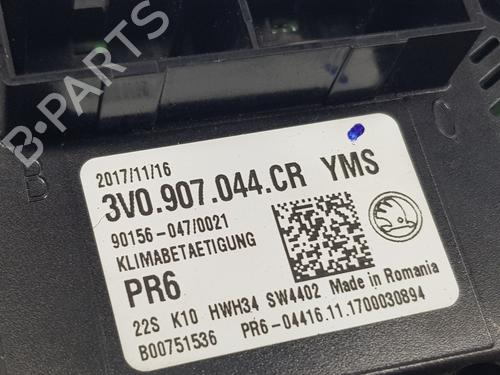 B-PARTS
2017/11/16
3V0.907.044.CR YMS
90156-047/0021
KLIMABETAETIGUNG
PR6
22S K10 HWH34 SW4402 Made in Romania
B00751536 PR6-04416.11.1700030894
B
C